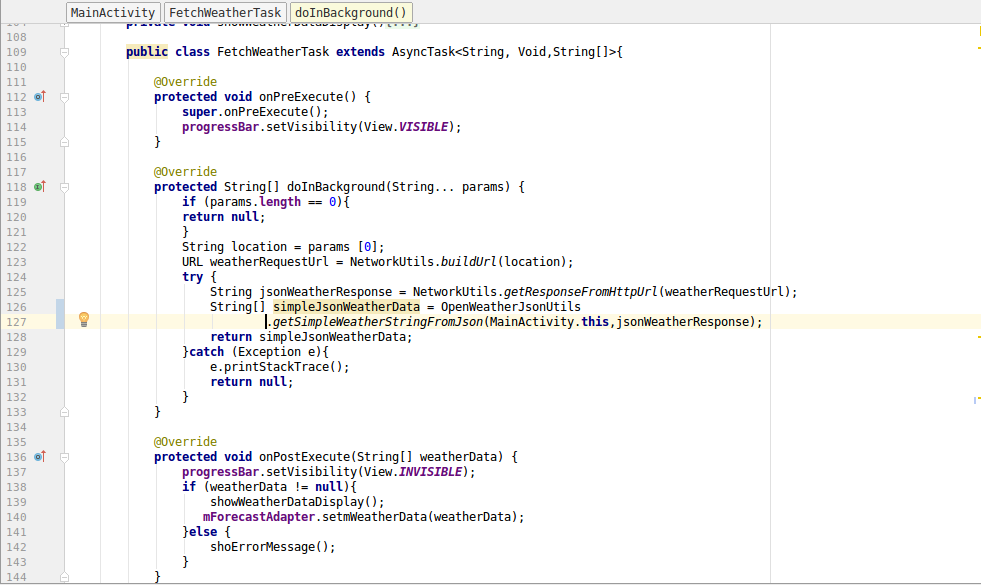 MainActivity FetchWeatherTask doInBackground()
private void showWeatherDataDisplay(){...}
108
109 public class FetchWeatherTask extends AsyncTask<String, Void,String[]>{
110
111 @Override
112 protected void onPreExecute() {
113 super.onPreExecute();
114 progressBar.setVisibility(View.VISIBLE);
115 }
116
117 @Override
118 protected String[] doInBackground(String... params) {
119 if (params.length == 0){
120 return null;
121 }
122 String location = params [0];
123 URL weatherRequestUrl = NetworkUtils.buildUrl(location);
124 try {
125 String jsonWeatherResponse = NetworkUtils.getResponseFromHttpUrl(weatherRequestUrl);
126 String[] simpleJsonWeatherData = OpenWeatherJsonUtils
127 .getSimpleWeatherStringFromJson(MainActivity.this,jsonWeatherResponse);
128 return simpleJsonWeatherData;
129 }catch (Exception e){
130 e.printStackTrace();
131 return null;
132 }
133 }
134
135 @Override
136 protected void onPostExecute(String[] weatherData) {
137 progressBar.setVisibility(View.INVISIBLE);
138 if (weatherData != null){
139 showWeatherDataDisplay();
140 mForecastAdapter.setmWeatherData(weatherData);
141 }else {
142 shoErrorMessage();
143 }
144 }